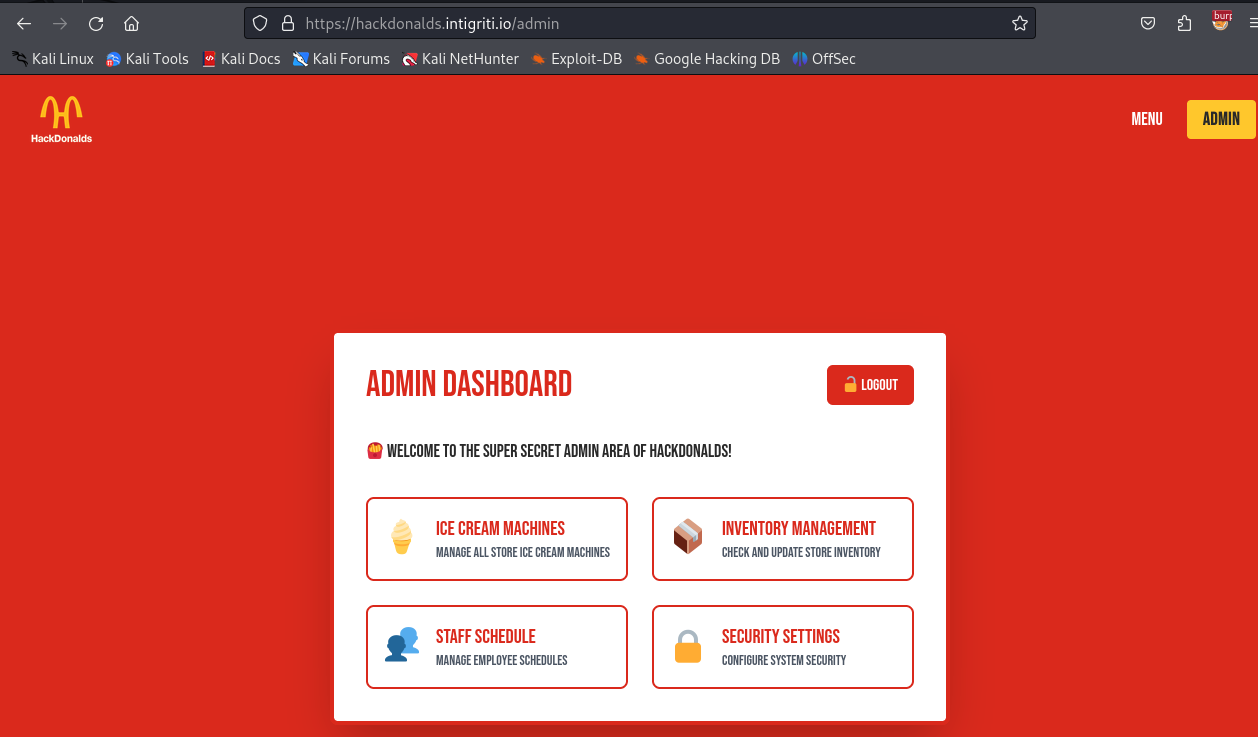 https://hackdonalds.intigriti.io/admin
burp
Kali Linux Kali Tools Kali Docs Kali Forums Kali NetHunter Exploit-DB Google Hacking DB OffSec
HackDonalds
MENU ADMIN
ADMIN DASHBOARD
LOGOUT
WELCOME TO THE SUPER SECRET ADMIN AREA OF HACKDONALDS!
ICE CREAM MACHINES
MANAGE ALL STORE ICE CREAM MACHINES
INVENTORY MANAGEMENT
CHECK AND UPDATE STORE INVENTORY
STAFF SCHEDULE
MANAGE EMPLOYEE SCHEDULES
SECURITY SETTINGS
CONFIGURE SYSTEM SECURITY